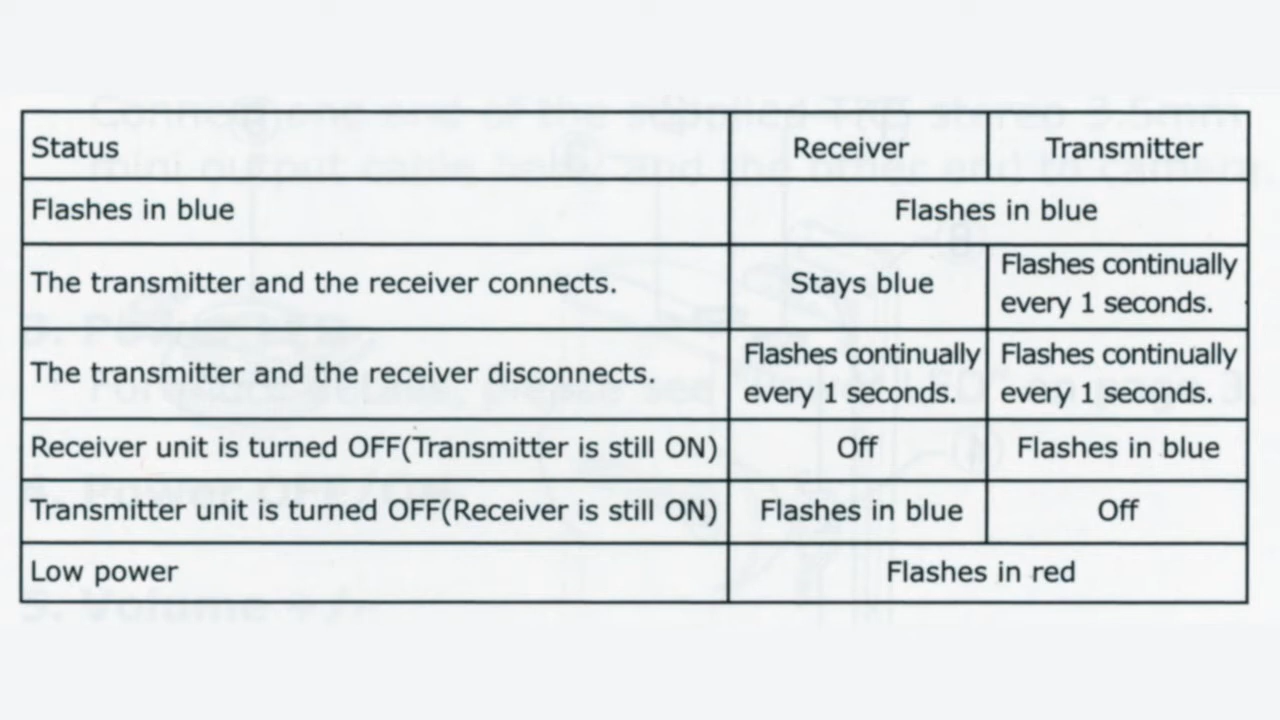 Status Receiver Transmitter
Flashes in blue Flashes in blue
The transmitter and the receiver connects. Stays blue Flashes continually
every 1 seconds.
The transmitter and the receiver disconnects. Flashes continually
every 1 seconds. Flashes continually
every 1 seconds.
Receiver unit is turned OFF(Transmitter is still ON) Off Flashes in blue
Transmitter unit is turned OFF(Receiver is still ON) Flashes in blue Off
Low power Flashes in red